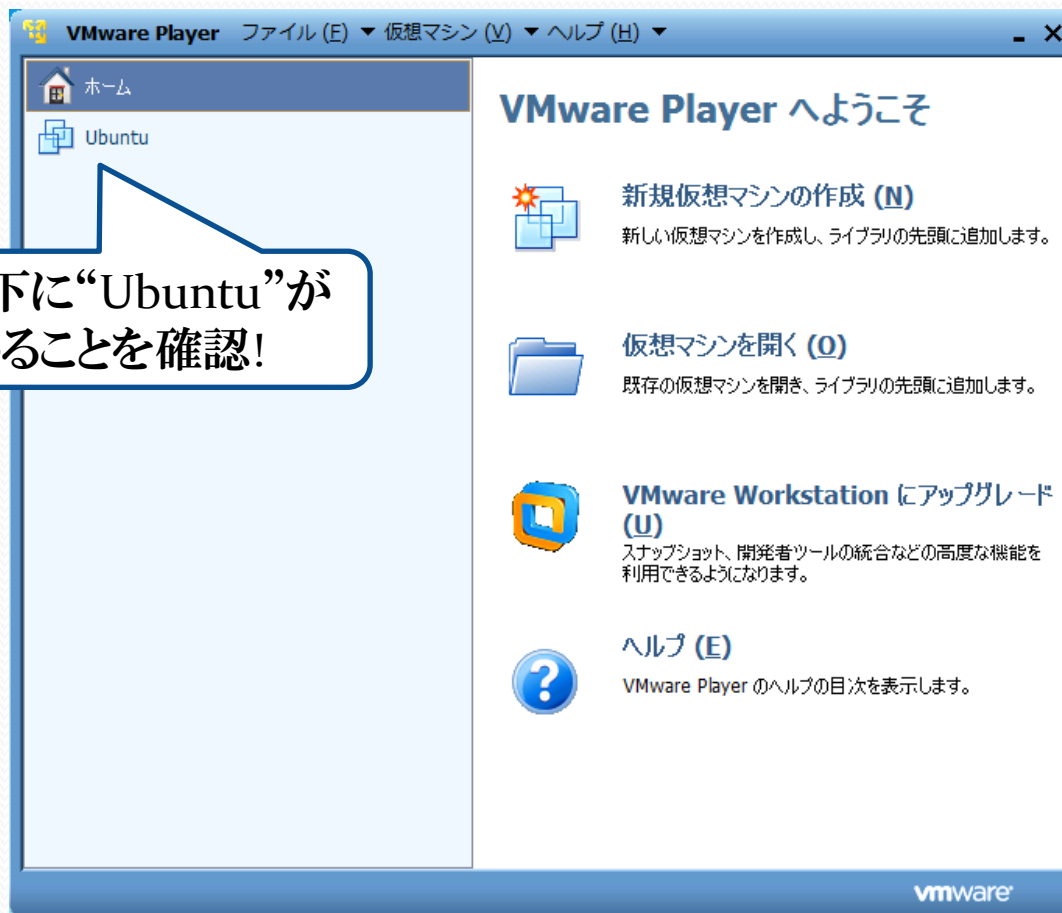 VMware Player ファイル (F) ▼ 仮想マシン (V) ▼ ヘルプ (H) ▼
ホーム
Ubuntu
下に“Ubuntu”が
ることを確認!
VMware Player へようこそ
新規仮想マシンの作成 (N)
新しい仮想マシンを作成し、ライブラリの先頭に追加します。
仮想マシンを開く (O)
既存の仮想マシンを開き、ライブラリの先頭に追加します。
VMware Workstation にアップグレード
(U)
スナップショット、開発者ツールの統合などの高度な機能を
利用できるようになります。
ヘルプ (E)
VMware Player のヘルプの目次を表示します。
vmware